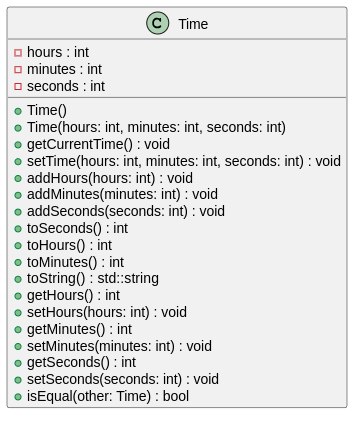 C Time
hours : int
minutes : int
seconds : int
Time()
Time(hours: int, minutes: int, seconds: int)
getCurrentTime() : void
setTime(hours: int, minutes: int, seconds: int) : void
addHours(hours: int) : void
addMinutes(minutes: int) : void
addSeconds(seconds: int) : void
toSeconds() : int
toHours() : int
toMinutes() : int
toString() : std::string
getHours() : int
setHours(hours: int) : void
getMinutes() : int
setMinutes(minutes: int) : void
getSeconds() : int
setSeconds(seconds: int) : void
isEqual(other: Time) : bool